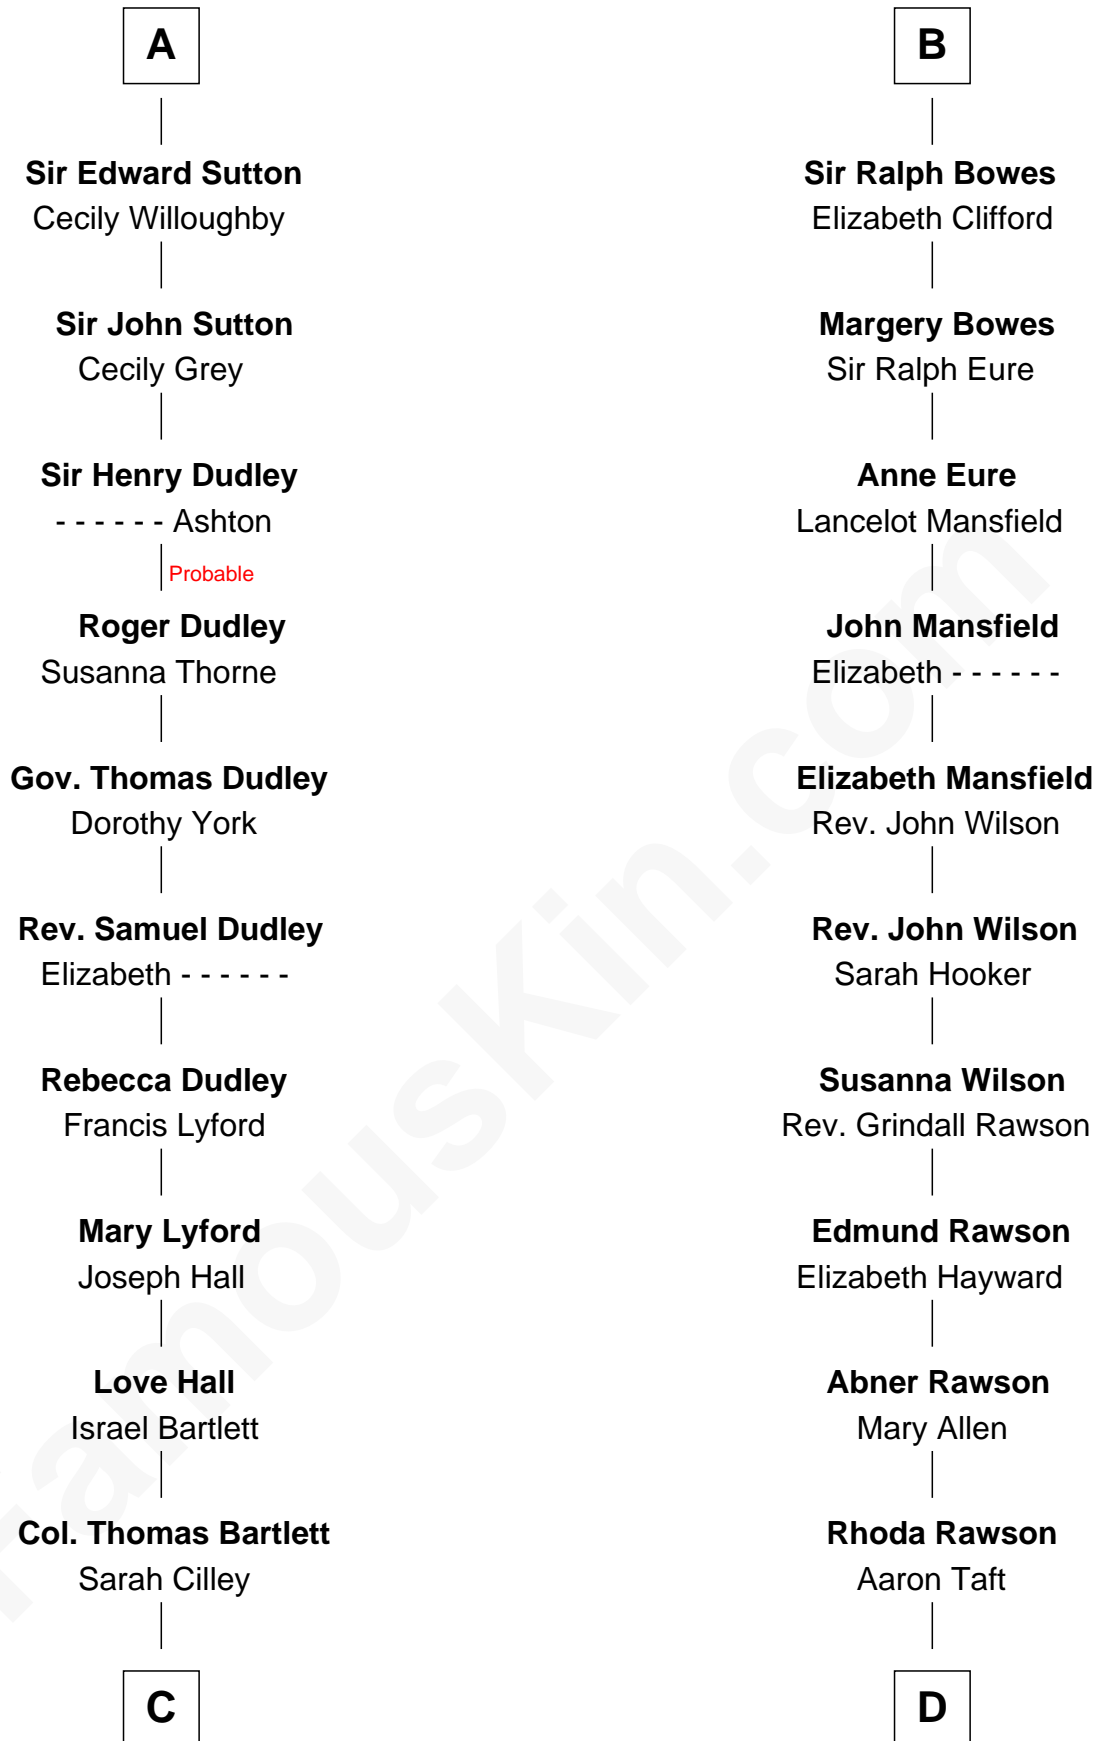 A
Sir Edward Sutton
Cecily Willoughby
Sir John Sutton
Cecily Grey
Sir Henry Dudley
- - - - - - Ashton
Probable
Roger Dudley
Susanna Thorne
Gov. Thomas Dudley
Dorothy York
Rev. Samuel Dudley
Elizabeth - - - - - -
Rebecca Dudley
Francis Lyford
Mary Lyford
Joseph Hall
Love Hall
Israel Bartlett
Col. Thomas Bartlett
Sarah Cilley
C
B
Sir Ralph Bowes
Elizabeth Clifford
Margery Bowes
Sir Ralph Eure
Anne Eure
Lancelot Mansfield
John Mansfield
Elizabeth - - - - - -
Elizabeth Mansfield
Rev. John Wilson
Rev. John Wilson
Sarah Hooker
Susanna Wilson
Rev. Grindall Rawson
Edmund Rawson
Elizabeth Hayward
Abner Rawson
Mary Allen
Rhoda Rawson
Aaron Taft
D
FamousKin.com